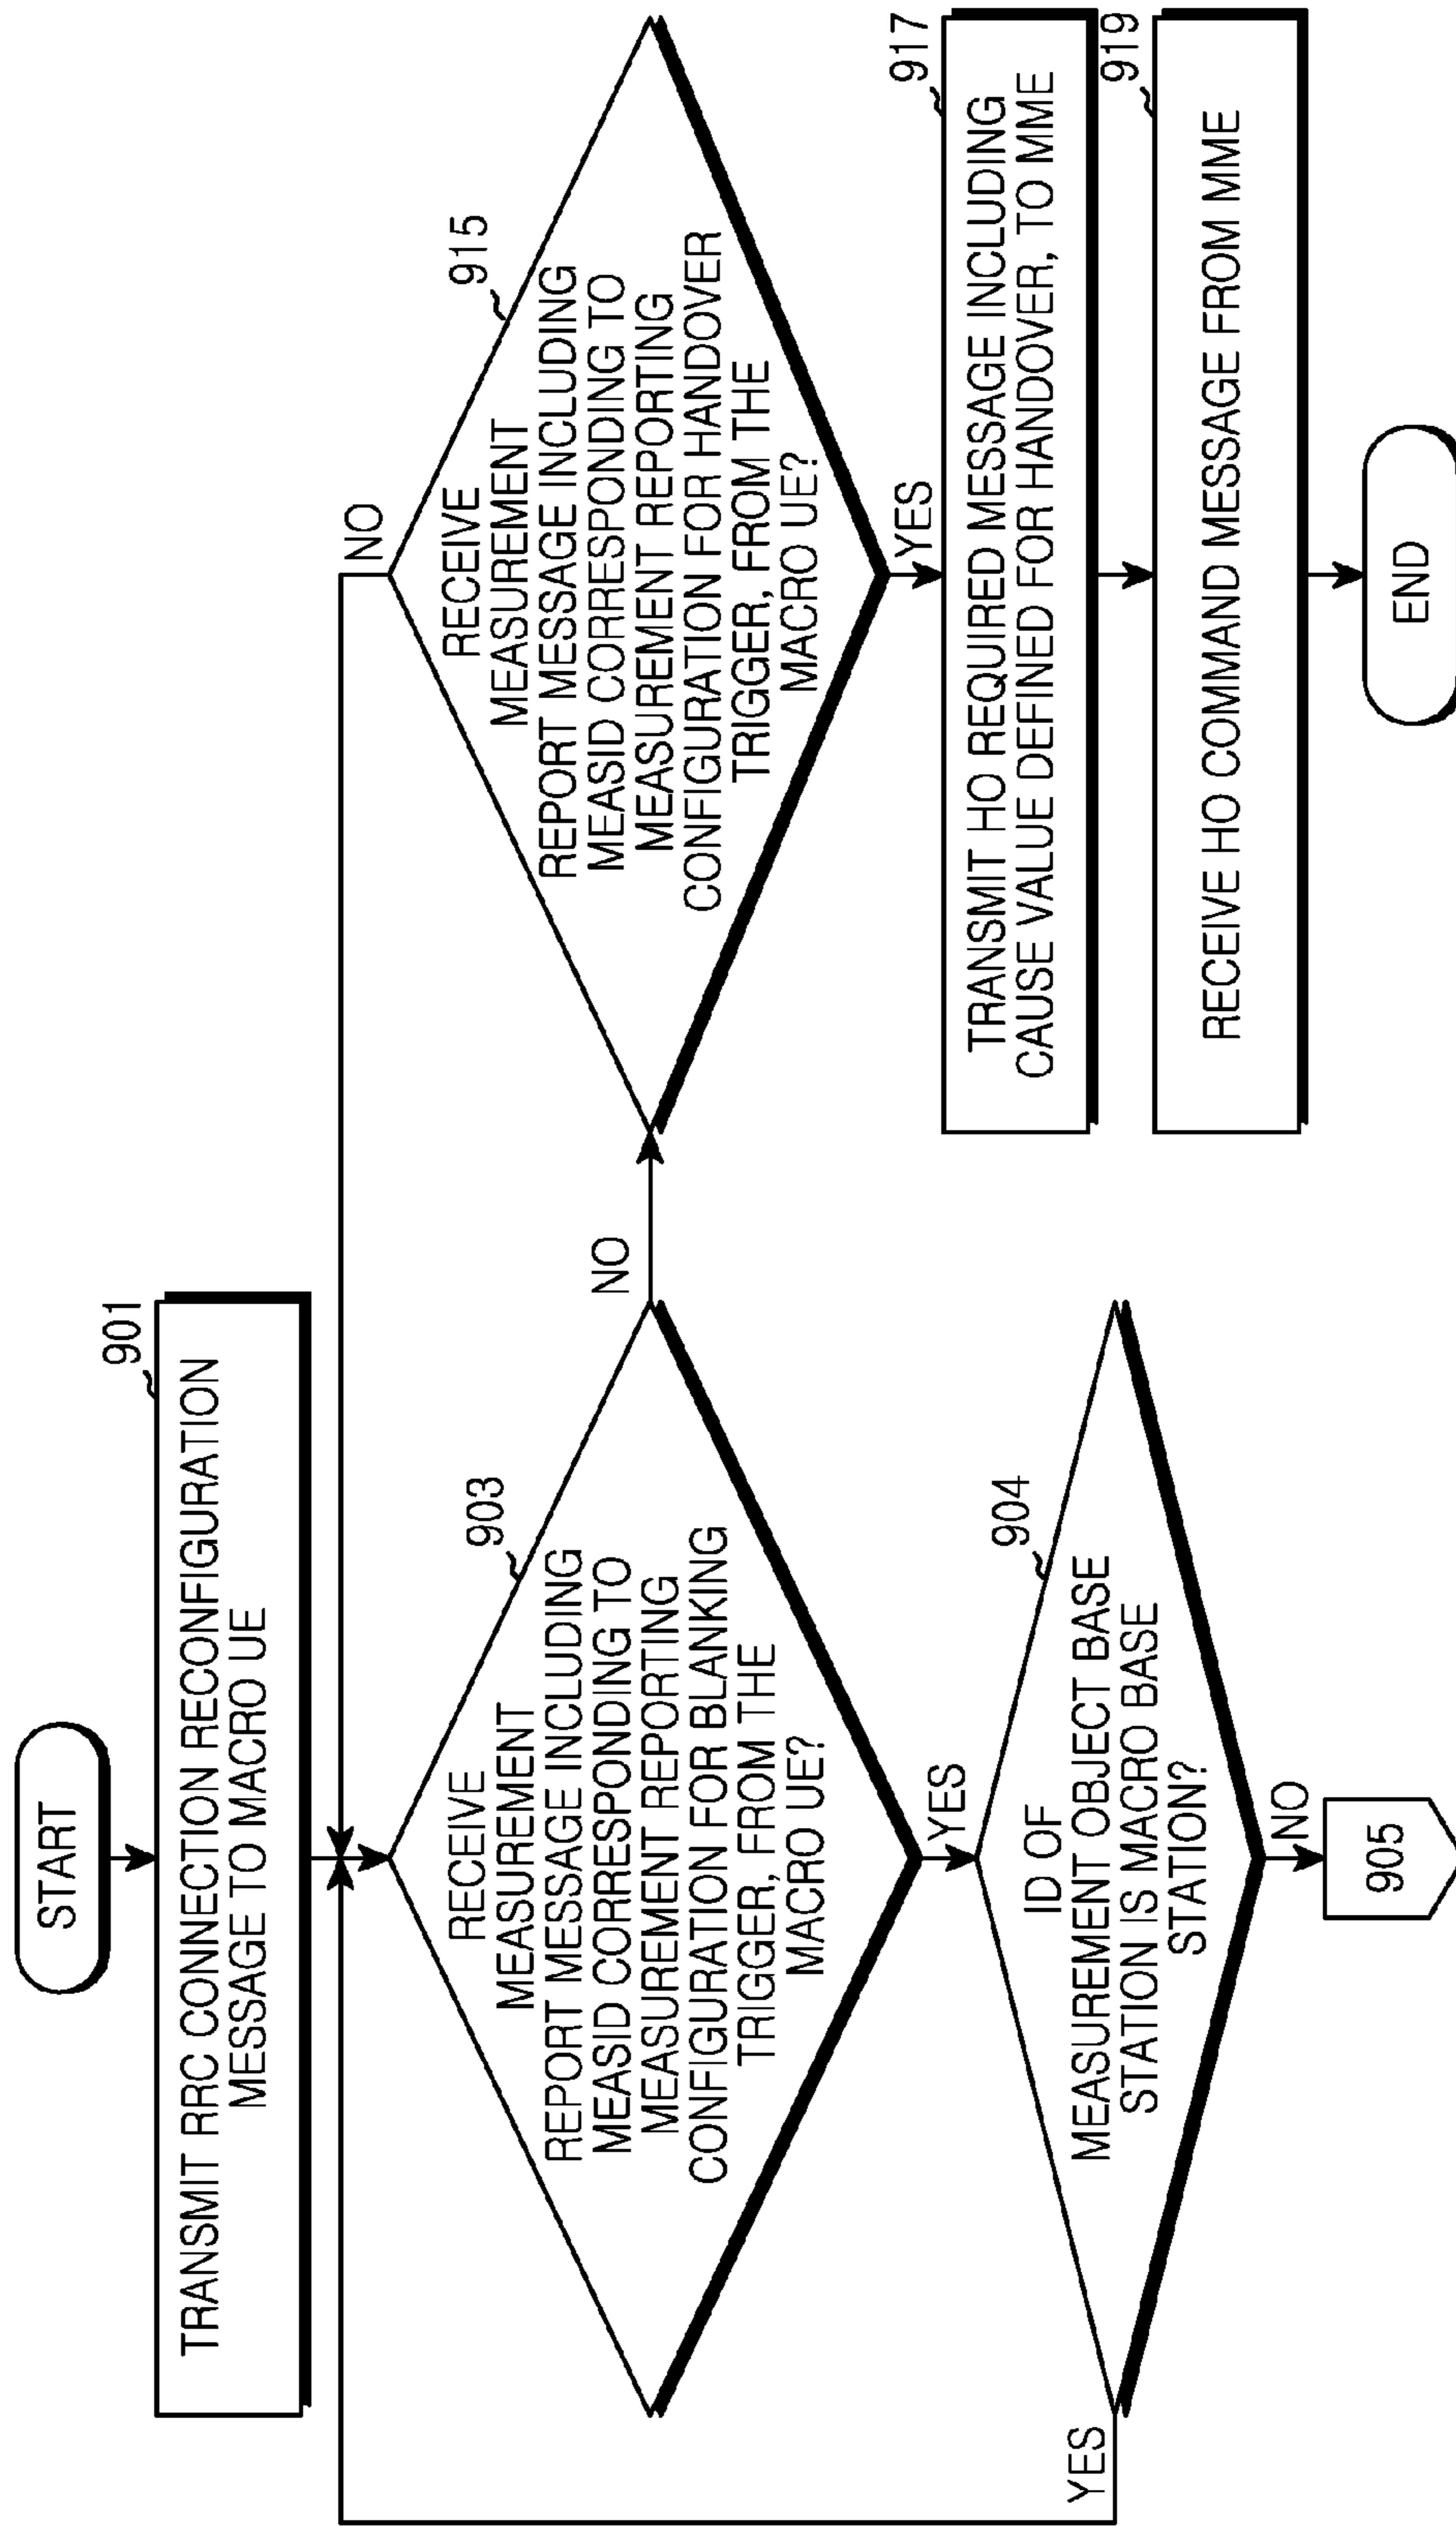 START
901
TRANSMIT RRC CONNECTION RECONFIGURATION
MESSAGE TO MACRO UE
903
RECEIVE
MEASUREMENT
REPORT MESSAGE INCLUDING
MEASID CORRESPONDING TO
MEASUREMENT REPORTING
CONFIGURATION FOR BLANKING
TRIGGER, FROM THE
MACRO UE?
NO
YES
904
ID OF
MEASUREMENT OBJECT BASE
STATION IS MACRO BASE
STATION?
YES
NO
905
915
RECEIVE
MEASUREMENT
REPORT MESSAGE INCLUDING
MEASID CORRESPONDING TO
MEASUREMENT REPORTING
CONFIGURATION FOR HANDOVER
TRIGGER, FROM THE
MACRO UE?
NO
YES
917
TRANSMIT HO REQUIRED MESSAGE INCLUDING
CAUSE VALUE DEFINED FOR HANDOVER, TO MME
919
RECEIVE HO COMMAND MESSAGE FROM MME
END